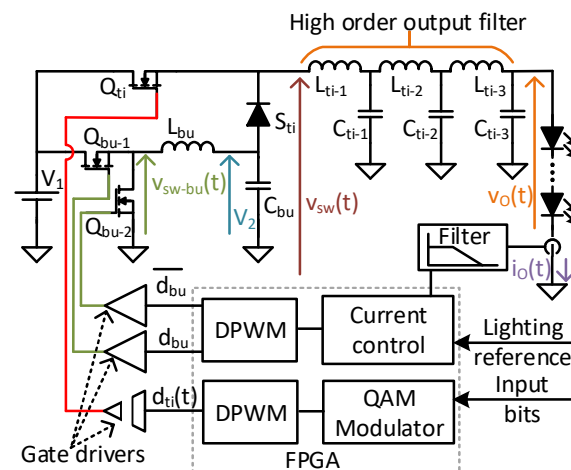 High order output filter
Q_ti
L_ti-1
L_ti-2
L_ti-3
Q_bu-1
L_bu
S_ti
C_ti-1
C_ti-2
C_ti-3
V_1
v_sw-bu(t)
V_2
C_bu
v_sw(t)
v_O(t)
Q_bu-2
Filter
i_O(t)
d̅_bu
d_bu
DPWM
Current
control
Lighting
reference
d_ti(t)
DPWM
QAM
Modulator
Input
bits
Gate drivers
FPGA